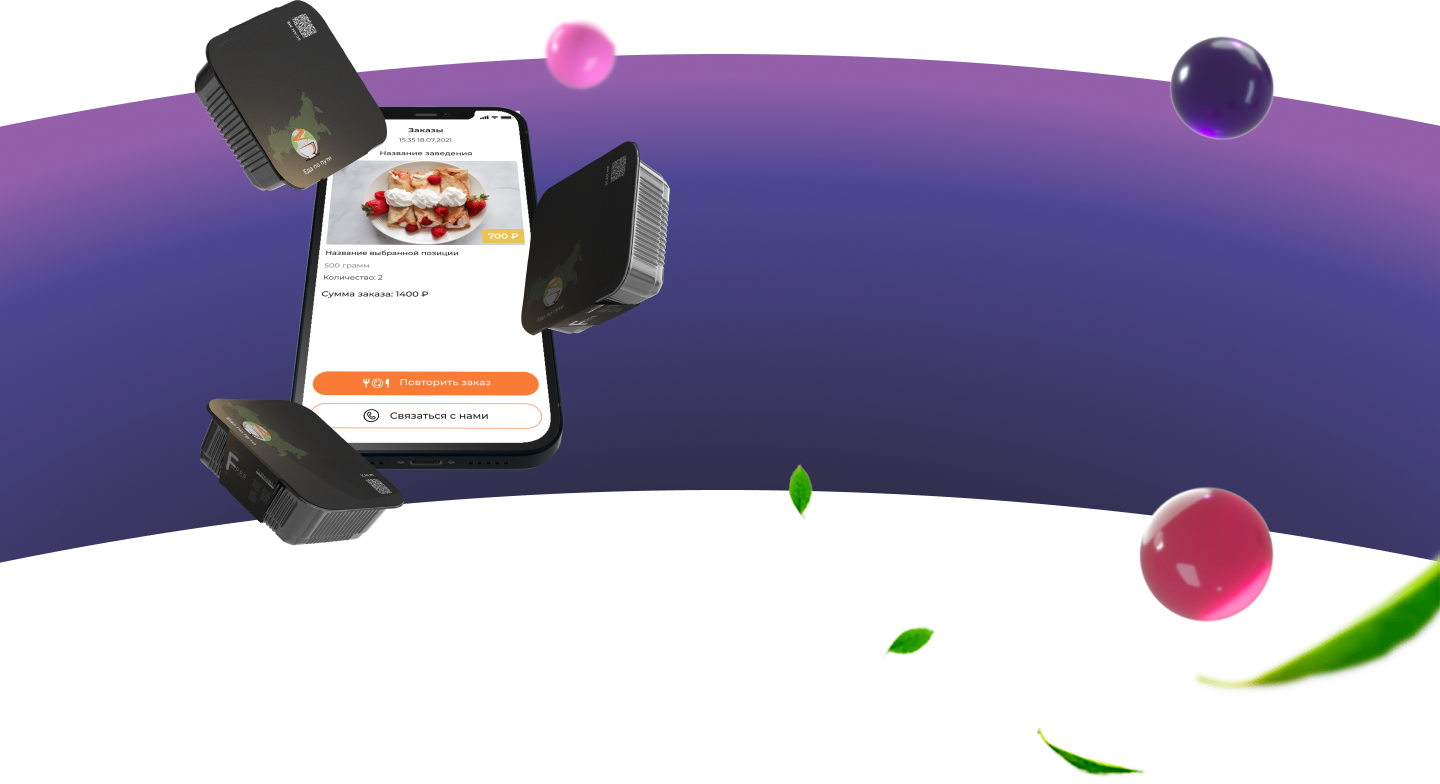 Заказы
15:35 18.07.2021
Название заведения
700 ₽
Название выбранной позиции
500 грамм
Количество: 2
Сумма заказа: 1400 ₽
Повторить заказ
Связаться с нами
Еда по пути
F